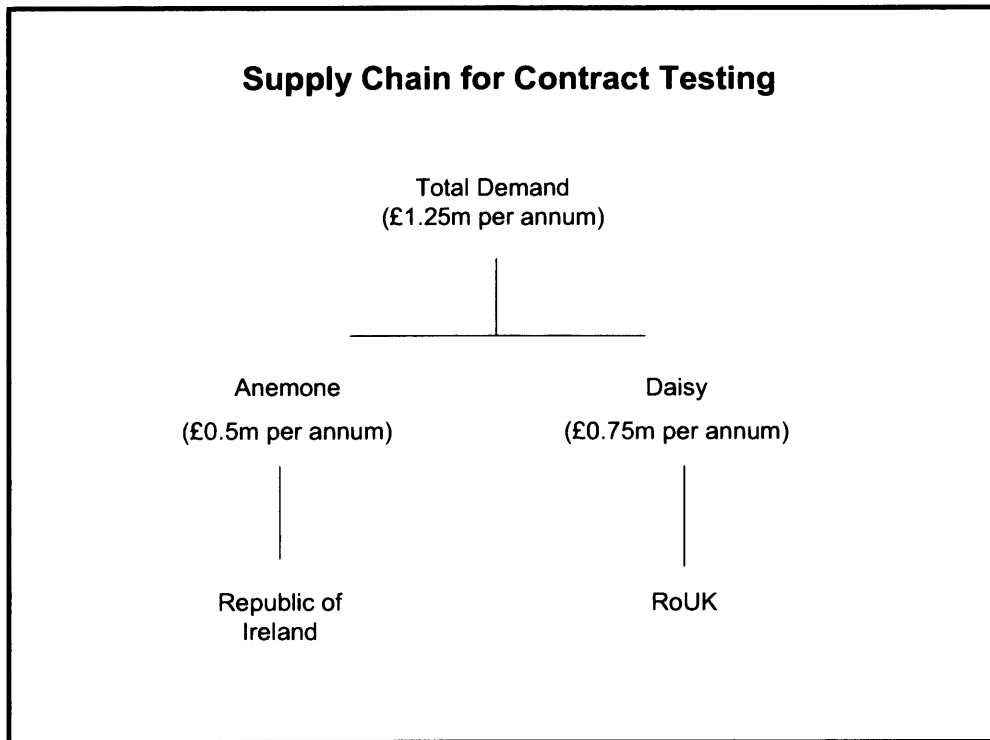 Supply Chain for Contract Testing
Total Demand
(£1.25m per annum)
Anemone
(£0.5m per annum)
Daisy
(£0.75m per annum)
Republic of
Ireland
RoUK